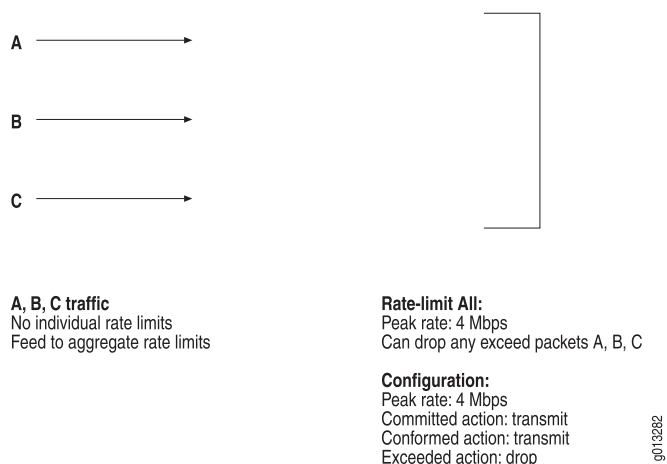 A
B
C
A, B, C traffic
No individual rate limits
Feed to aggregate rate limits
Rate-limit All:
Peak rate: 4 Mbps
Can drop any exceed packets A, B, C
Configuration:
Peak rate: 4 Mbps
Committed action: transmit
Conformed action: transmit
Exceeded action: drop
g013282